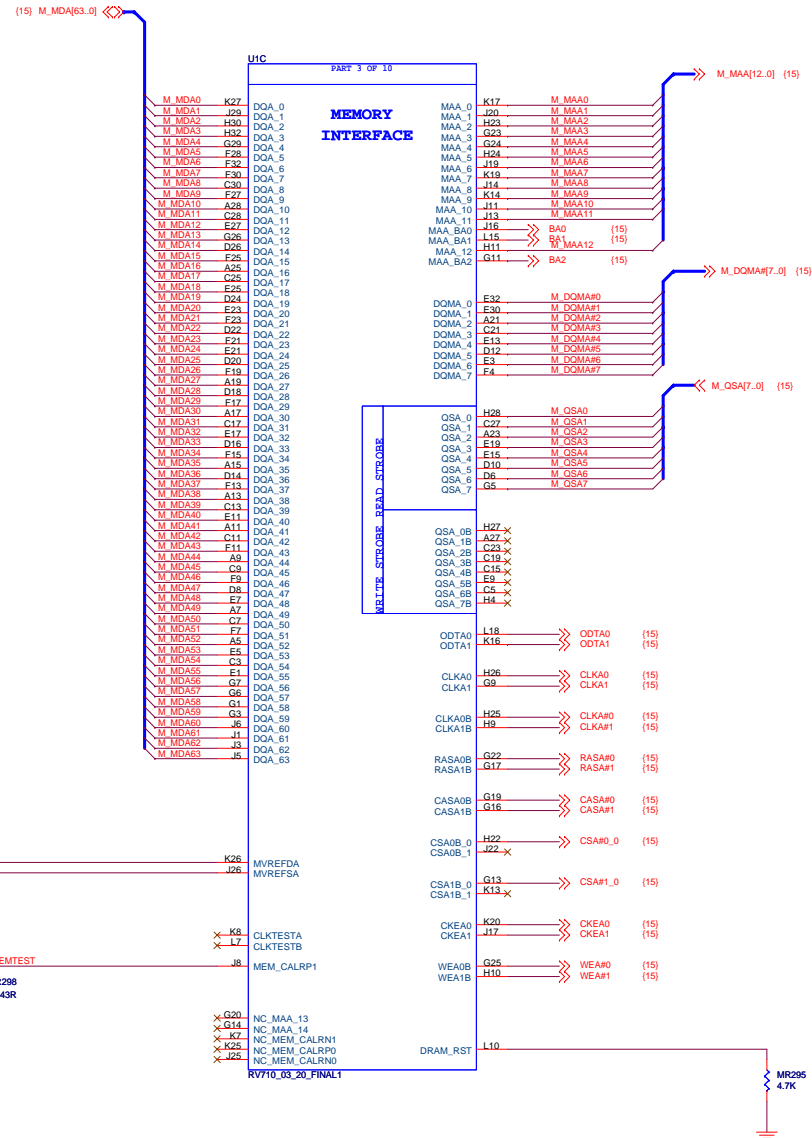 {15} M_MDA[63..0]
U1C
PART 3 OF 10
MEMORY
INTERFACE
M_MAA[12..0] {15}
M_MDA0 K27 DQA_0
M_MDA1 J29 DQA_1
M_MDA2 H30 DQA_2
M_MDA3 H32 DQA_3
M_MDA4 G29 DQA_4
M_MDA5 F28 DQA_5
M_MDA6 F32 DQA_6
M_MDA7 F30 DQA_7
M_MDA8 C30 DQA_8
M_MDA9 F27 DQA_9
M_MDA10 A28 DQA_10
M_MDA11 C28 DQA_11
M_MDA12 E27 DQA_12
M_MDA13 G26 DQA_13
M_MDA14 D26 DQA_14
M_MDA15 F25 DQA_15
M_MDA16 A25 DQA_16
M_MDA17 C25 DQA_17
M_MDA18 E25 DQA_18
M_MDA19 D24 DQA_19
M_MDA20 E23 DQA_20
M_MDA21 F23 DQA_21
M_MDA22 D22 DQA_22
M_MDA23 F21 DQA_23
M_MDA24 E21 DQA_24
M_MDA25 D20 DQA_25
M_MDA26 F19 DQA_26
M_MDA27 A19 DQA_27
M_MDA28 D18 DQA_28
M_MDA29 F17 DQA_29
M_MDA30 A17 DQA_30
M_MDA31 C17 DQA_31
M_MDA32 E17 DQA_32
M_MDA33 D16 DQA_33
M_MDA34 F15 DQA_34
M_MDA35 A15 DQA_35
M_MDA36 D14 DQA_36
M_MDA37 F13 DQA_37
M_MDA38 A13 DQA_38
M_MDA39 C13 DQA_39
M_MDA40 E11 DQA_40
M_MDA41 A11 DQA_41
M_MDA42 C11 DQA_42
M_MDA43 F11 DQA_43
M_MDA44 A9 DQA_44
M_MDA45 C9 DQA_45
M_MDA46 F9 DQA_46
M_MDA47 D8 DQA_47
M_MDA48 E7 DQA_48
M_MDA49 A7 DQA_49
M_MDA50 C7 DQA_50
M_MDA51 F7 DQA_51
M_MDA52 A5 DQA_52
M_MDA53 E5 DQA_53
M_MDA54 C3 DQA_54
M_MDA55 E1 DQA_55
M_MDA56 G7 DQA_56
M_MDA57 G6 DQA_57
M_MDA58 G1 DQA_58
M_MDA59 G3 DQA_59
M_MDA60 J6 DQA_60
M_MDA61 J1 DQA_61
M_MDA62 J3 DQA_62
M_MDA63 J5 DQA_63
K26 MVREFDA
J26 MVREFSA
K8 CLKTESTA
L7 CLKTESTB
EMTEST J8 MEM_CALRP1
R298
43R
G20 NC_MAA_13
G14 NC_MAA_14
K7 NC_MEM_CALRN1
K25 NC_MEM_CALRP0
J25 NC_MEM_CALRN0
RV710_03_20_FINAL1
MAA_0 K17 M_MAA0
MAA_1 J20 M_MAA1
MAA_2 H23 M_MAA2
MAA_3 G23 M_MAA3
MAA_4 G24 M_MAA4
MAA_5 H24 M_MAA5
MAA_6 J19 M_MAA6
MAA_7 K19 M_MAA7
MAA_8 J14 M_MAA8
MAA_9 K14 M_MAA9
MAA_10 J11 M_MAA10
MAA_11 J13 M_MAA11
MAA_BA0 J16 BA0 {15}
MAA_BA1 L15 BA1 {15}
MAA_12 H11 M_MAA12
MAA_BA2 G11 BA2 {15}
M_DQMA#[7..0] {15}
DQMA_0 E32 M_DQMA#0
DQMA_1 E30 M_DQMA#1
DQMA_2 A21 M_DQMA#2
DQMA_3 C21 M_DQMA#3
DQMA_4 E13 M_DQMA#4
DQMA_5 D12 M_DQMA#5
DQMA_6 E3 M_DQMA#6
DQMA_7 F4 M_DQMA#7
M_QSA[7..0] {15}
READ STROBE
QSA_0 H28 M_QSA0
QSA_1 C27 M_QSA1
QSA_2 A23 M_QSA2
QSA_3 E19 M_QSA3
QSA_4 E15 M_QSA4
QSA_5 D10 M_QSA5
QSA_6 D6 M_QSA6
QSA_7 G5 M_QSA7
WRITE STROBE
QSA_0B H27
QSA_1B A27
QSA_2B C23
QSA_3B C19
QSA_4B C15
QSA_5B E9
QSA_6B C5
QSA_7B H4
ODTA0 L18 ODTA0 {15}
ODTA1 K16 ODTA1 {15}
CLKA0 H26 CLKA0 {15}
CLKA1 G9 CLKA1 {15}
CLKA0B H25 CLKA#0 {15}
CLKA1B H9 CLKA#1 {15}
RASA0B G22 RASA#0 {15}
RASA1B G17 RASA#1 {15}
CASA0B G19 CASA#0 {15}
CASA1B G16 CASA#1 {15}
CSA0B_0 H22 CSA#0_0 {15}
CSA0B_1 J22
CSA1B_0 G13 CSA#1_0 {15}
CSA1B_1 K13
CKEA0 K20 CKEA0 {15}
CKEA1 J17 CKEA1 {15}
WEA0B G25 WEA#0 {15}
WEA1B H10 WEA#1 {15}
DRAM_RST L10
MR295
4.7K